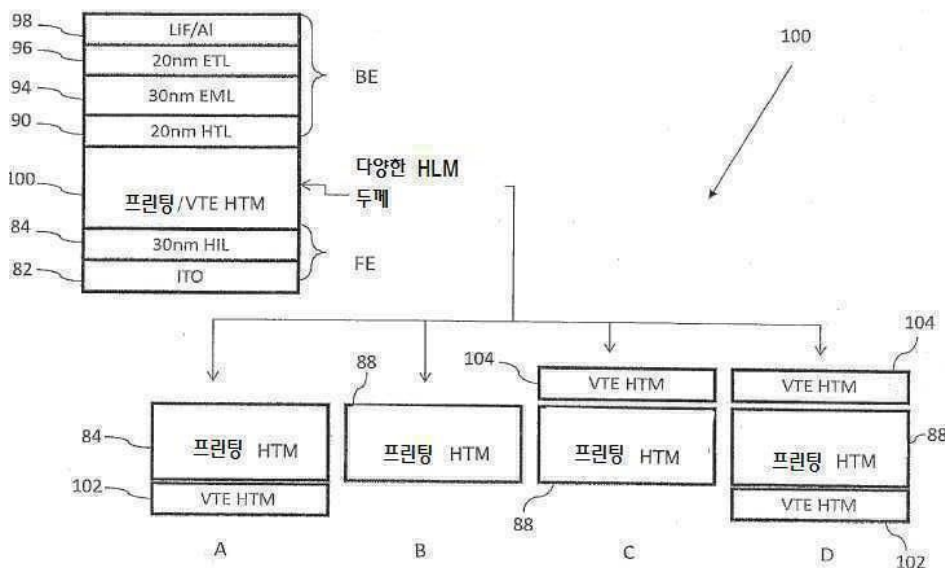 98
LiF/Al
96
20nm ETL
BE
100
94
30nm EML
90
20nm HTL
다양한 HLM
두께
100
프린팅/VTE HTM
84
30nm HIL
FE
82
ITO
104
104
88
VTE HTM
VTE HTM
84
프린팅 HTM
프린팅 HTM
프린팅 HTM
프린팅 HTM
88
102
VTE HTM
88
VTE HTM
A
B
C
D
102